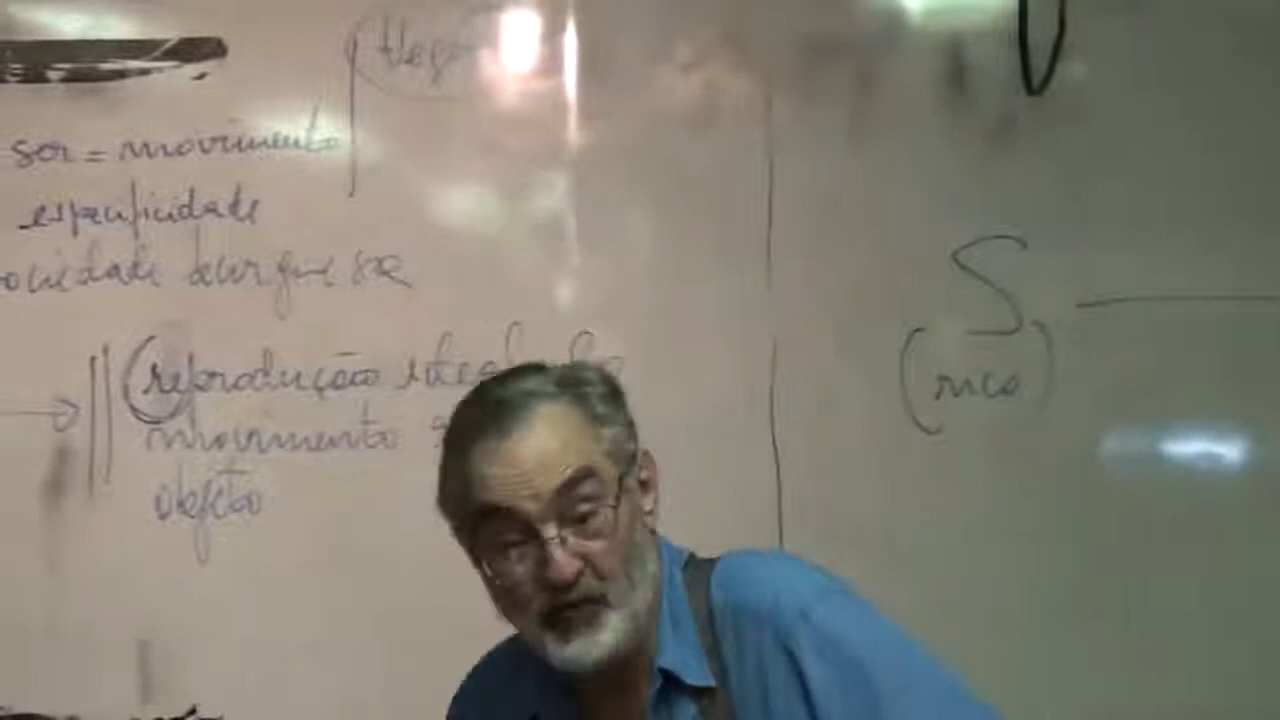 (Hegel
ser = movimento
especificidade
sociedade burguesa
(reprodução ideal do
movimento
objeto
S
(rico)